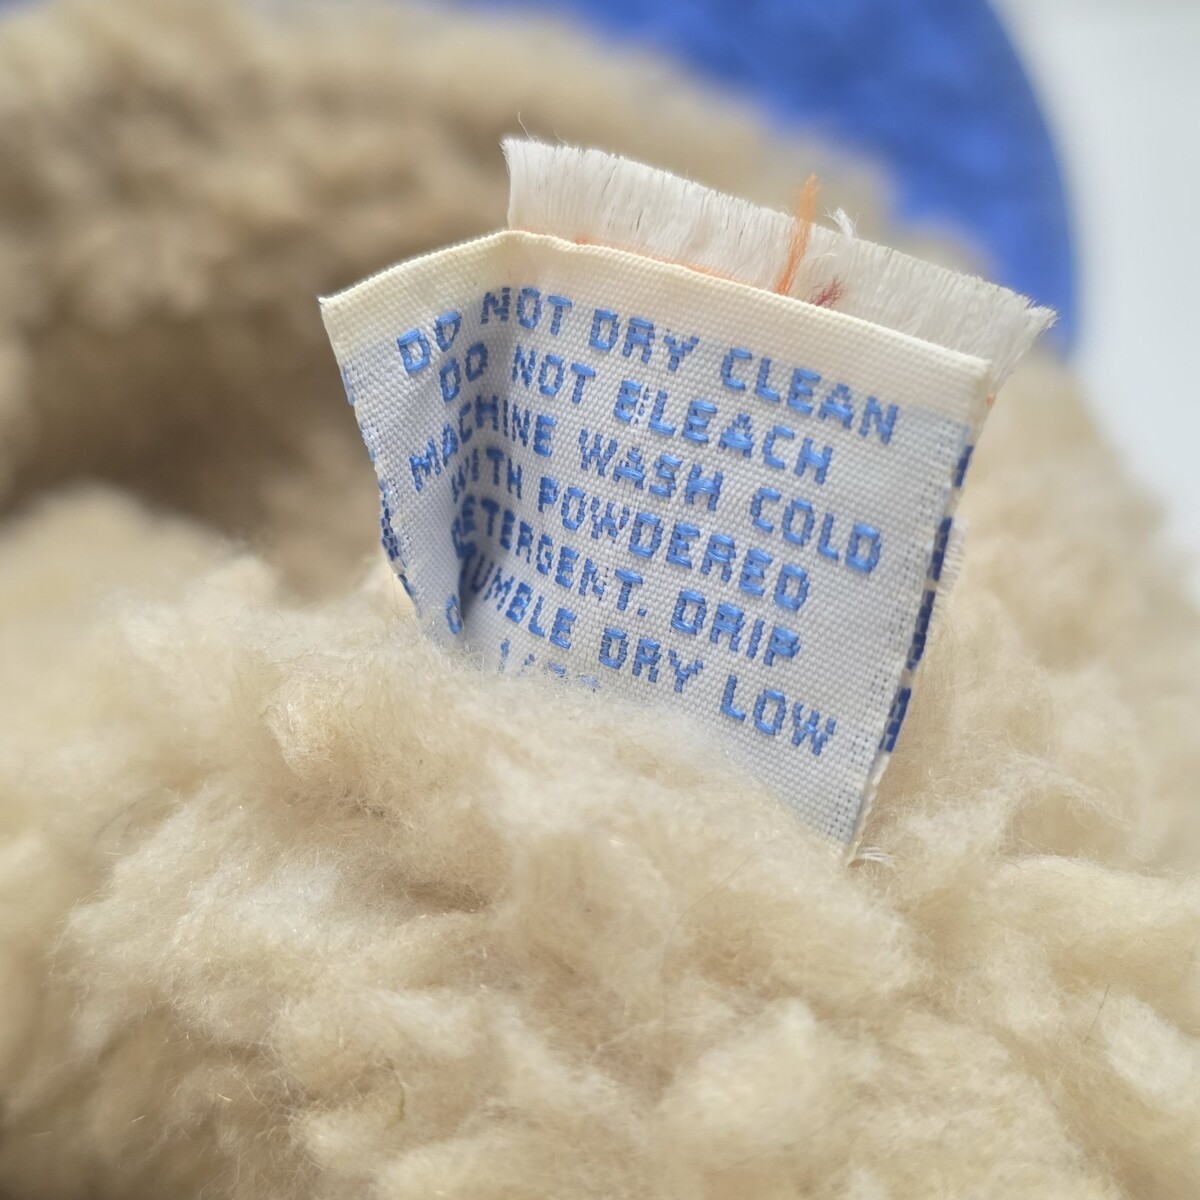 DO NOT DRY CLEAN
DO NOT BLEACH
MACHINE WASH COLD
WITH POWDERED
DETERGENT. DRIP
TUMBLE DRY LOW